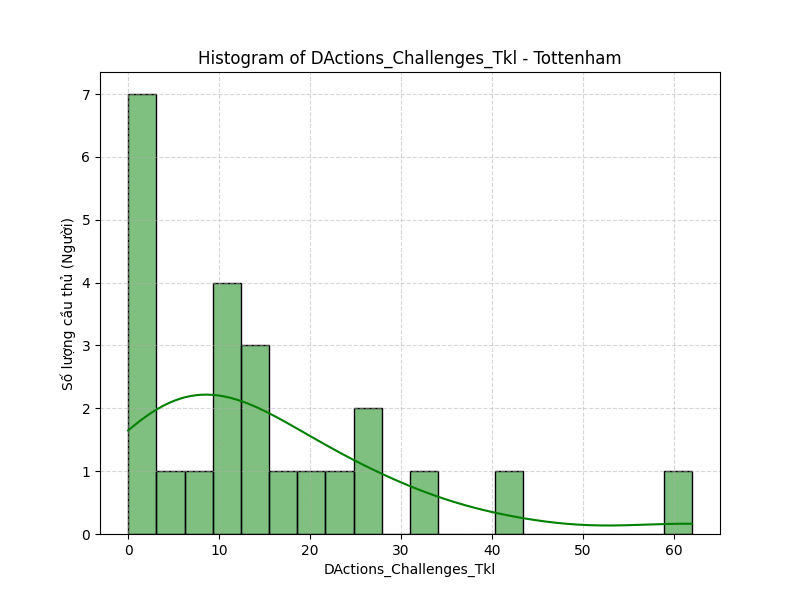 Histogram of DActions_Challenges_Tkl - Tottenham
Số lượng cầu thủ (Người)
7
6
5
4
3
2
1
0
0 10 20 30 40 50 60
DActions_Challenges_Tkl